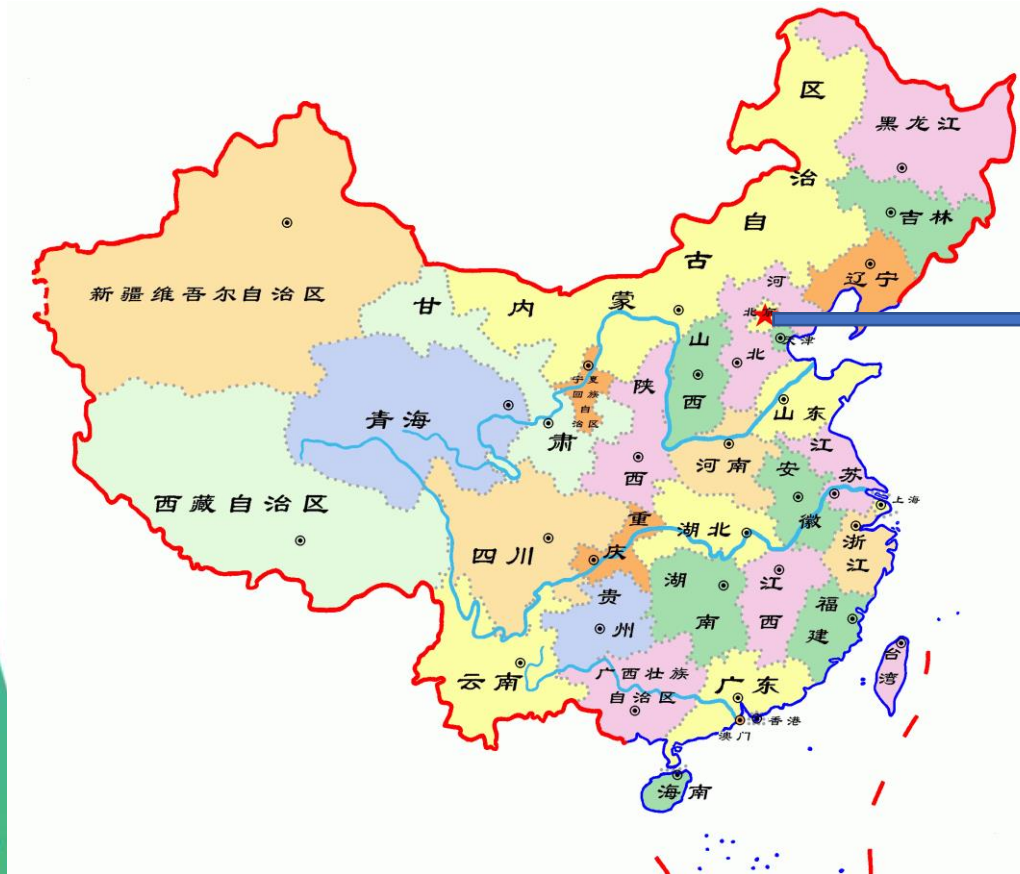 黑龙江
吉林
辽宁
内蒙古自治区
新疆维吾尔自治区
甘肃
青海
西藏自治区
宁夏
回族
自
治区
陕西
山西
河北
北京
天津
山东
河南
江苏
安徽
上海
浙江
湖北
重庆
四川
湖南
江西
福建
贵州
云南
广西壮族
自治区
广东
香港
澳门
台湾
海南